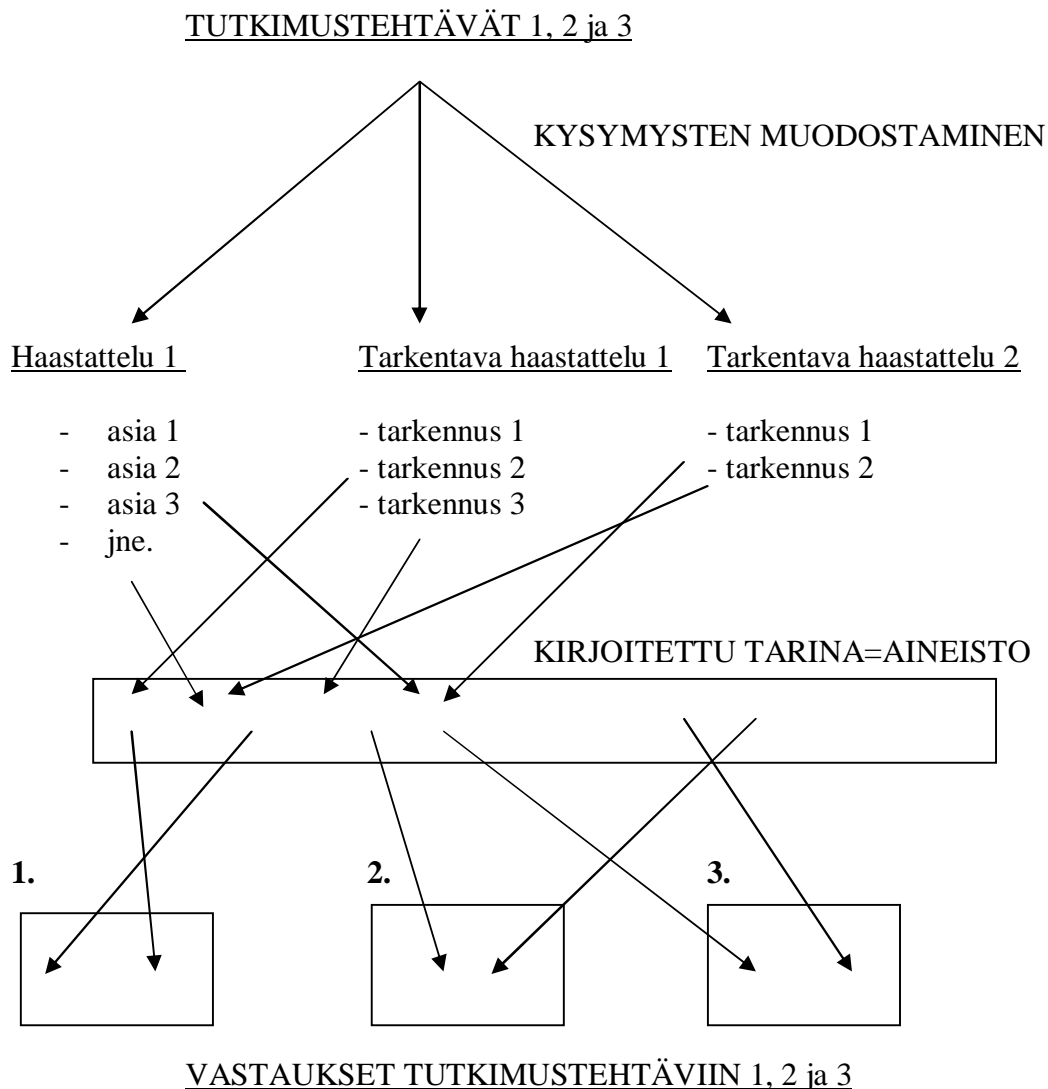 TUTKIMUSTEHTÄVÄT 1, 2 ja 3
KYSYMYSTEN MUODOSTAMINEN
Haastattelu 1
- asia 1
- asia 2
- asia 3
- jne.
Tarkentava haastattelu 1
- tarkennus 1
- tarkennus 2
- tarkennus 3
Tarkentava haastattelu 2
- tarkennus 1
- tarkennus 2
KIRJOITETTU TARINA=AINEISTO
1.
2.
3.
VASTAUKSET TUTKIMUSTEHTÄVIIN 1, 2 ja 3